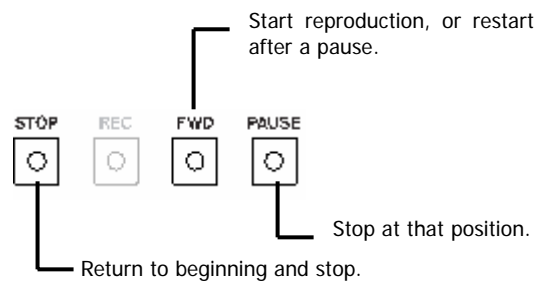 Start reproduction, or restart
after a pause.
STOP REC FWD PAUSE
Stop at that position.
Return to beginning and stop.